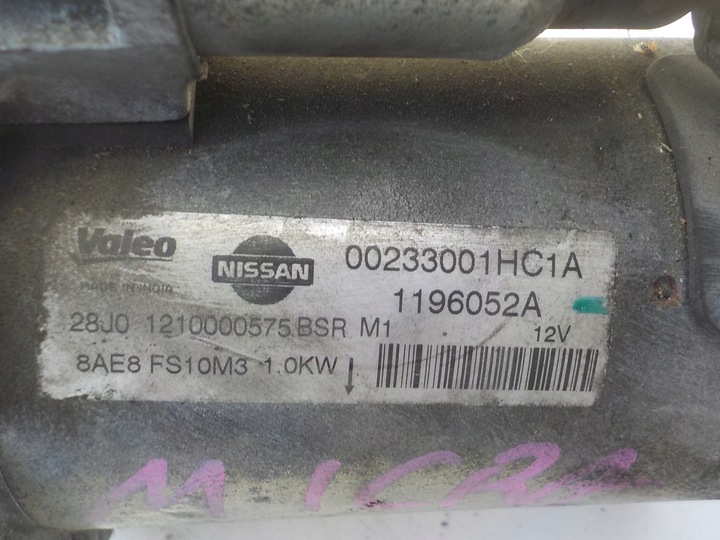 Valeo
NISSAN
00233001HC1A
MADE IN INDIA
1196052A
28J0 1210000575.BSR M1
12V
8AE8 FS10M3 1.0KW ↓
MICRA